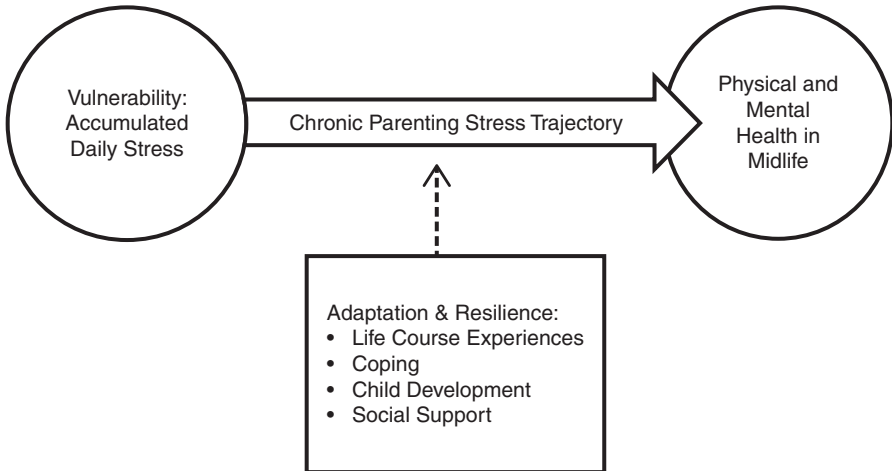 Vulnerability:
Accumulated
Daily Stress
Chronic Parenting Stress Trajectory
Physical and
Mental
Health in
Midlife
Adaptation & Resilience:
• Life Course Experiences
• Coping
• Child Development
• Social Support